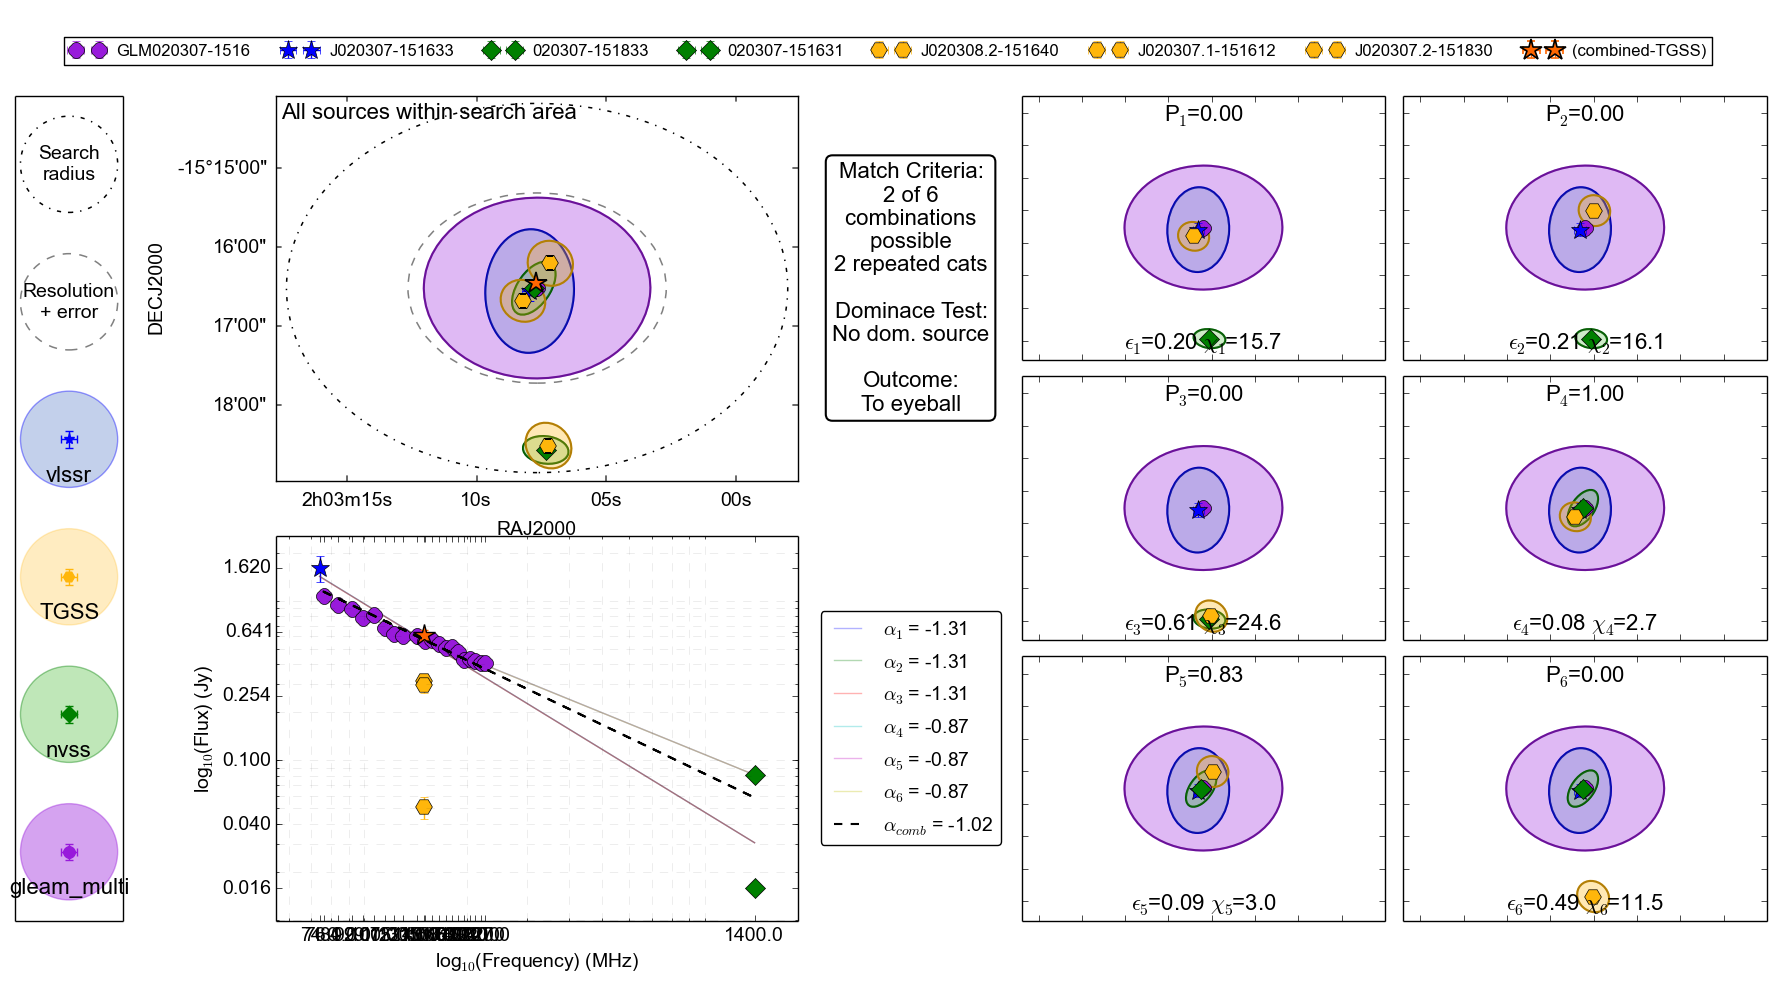 GLM020307-1516 J020307-151633 020307-151833 020307-151631 J020308.2-151640 J020307.1-151612 J020307.2-151830 (combined-TGSS)
Search
radius
Resolution
+ error
vlssr
TGSS
nvss
gleam_multi
All sources within search area
DECJ2000
-15°15'00"
16'00"
17'00"
18'00"
2h03m15s 10s 05s 00s
RAJ2000
Match Criteria:
2 of 6
combinations
possible
2 repeated cats
Dominace Test:
No dom. source
Outcome:
To eyeball
log₁₀(Flux) (Jy)
1.620
0.641
0.254
0.100
0.040
0.016
1400.0
log₁₀(Frequency) (MHz)
α₁ = -1.31
α₂ = -1.31
α₃ = -1.31
α₄ = -0.87
α₅ = -0.87
α₆ = -0.87
α_comb = -1.02
P₁=0.00
ϵ₁=0.20 χ₁=15.7
P₂=0.00
ϵ₂=0.21 χ₂=16.1
P₃=0.00
ϵ₃=0.61 χ₃=24.6
P₄=1.00
ϵ₄=0.08 χ₄=2.7
P₅=0.83
ϵ₅=0.09 χ₅=3.0
P₆=0.00
ϵ₆=0.49 χ₆=11.5